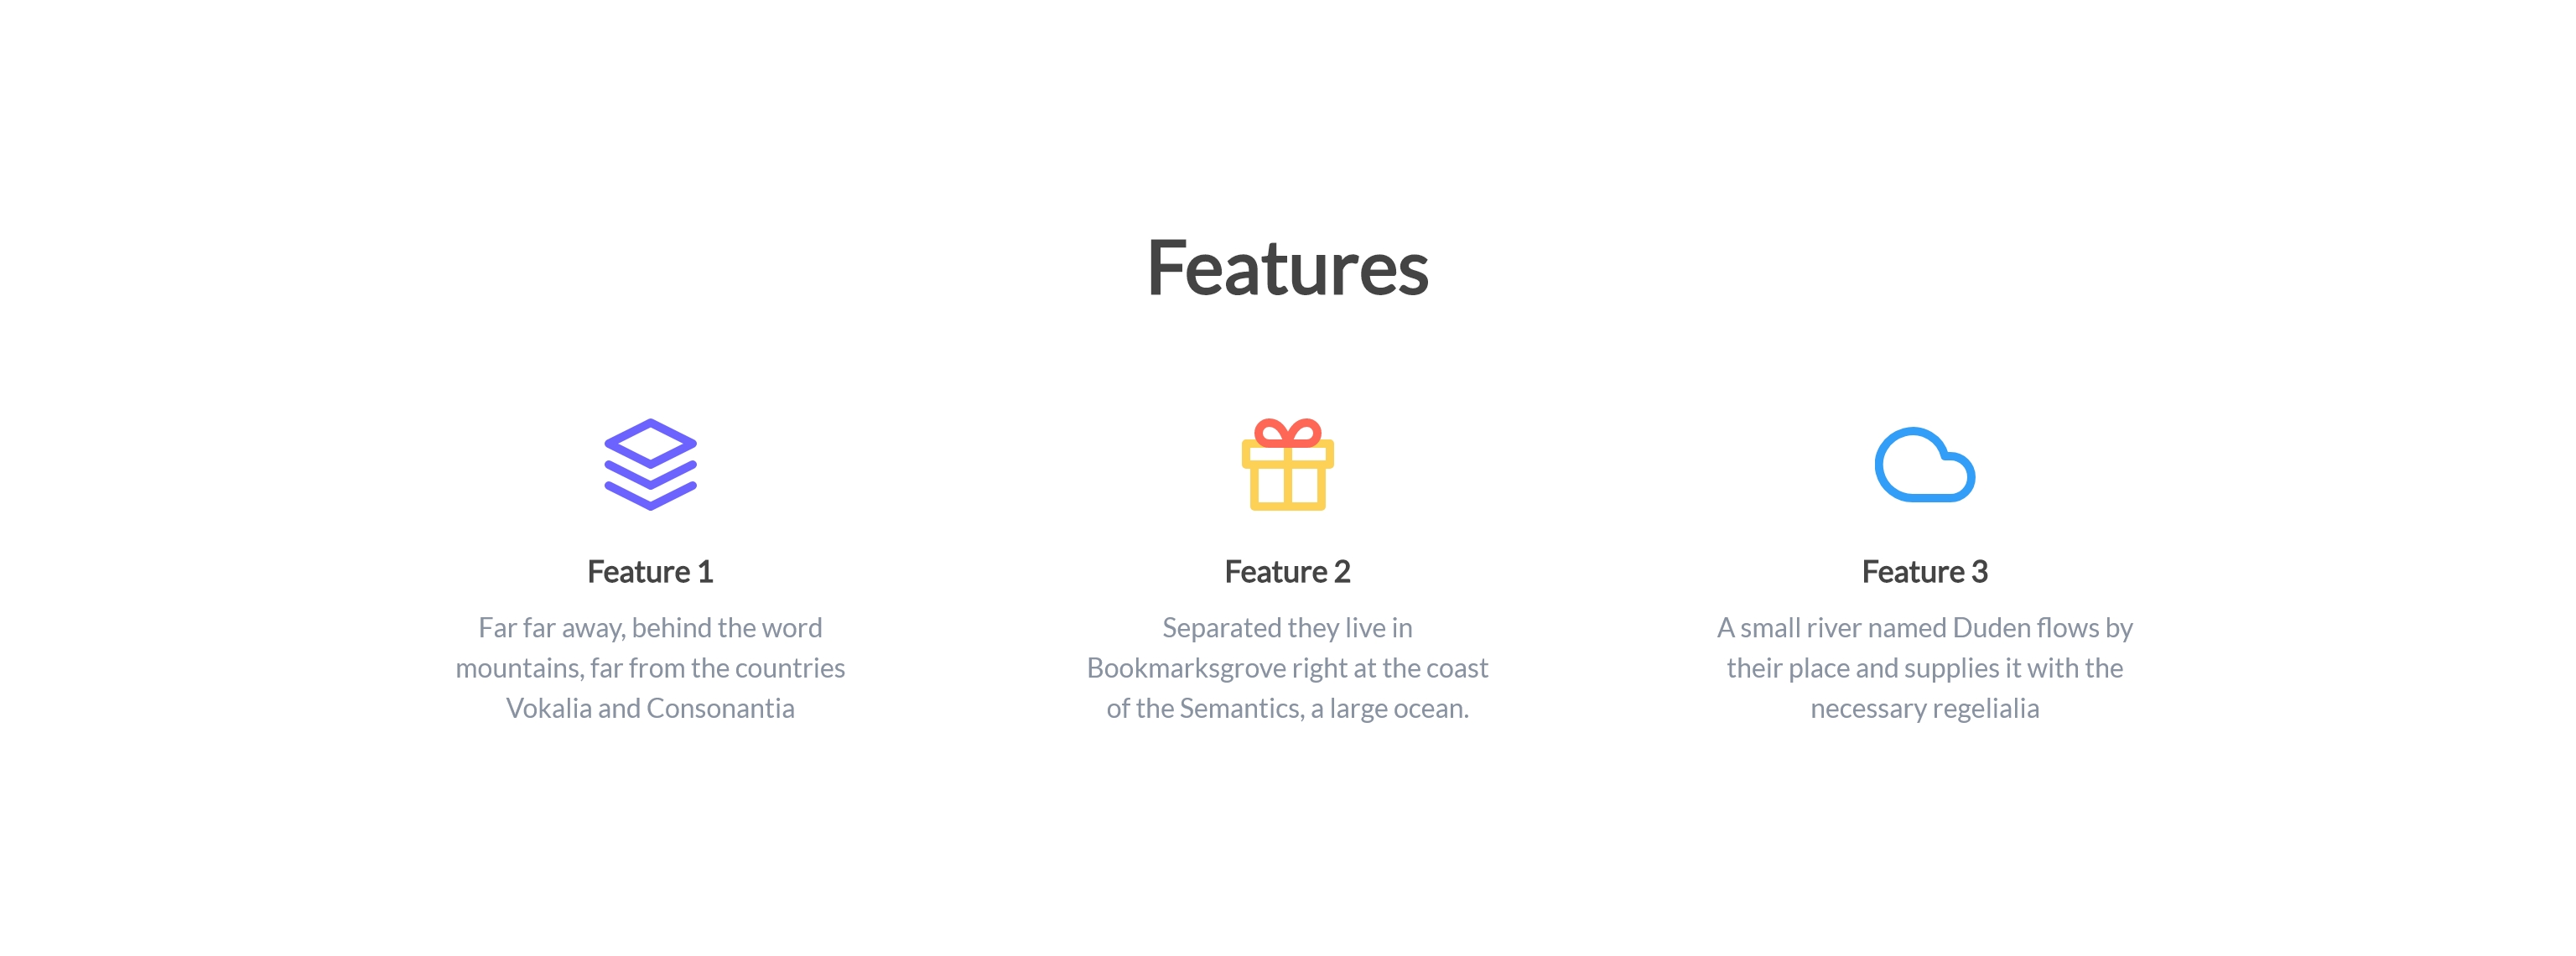 Features
Feature 1
Far far away, behind the word
mountains, far from the countries
Vokalia and Consonantia
Feature 2
Separated they live in
Bookmarksgrove right at the coast
of the Semantics, a large ocean.
Feature 3
A small river named Duden flows by
their place and supplies it with the
necessary regelialia